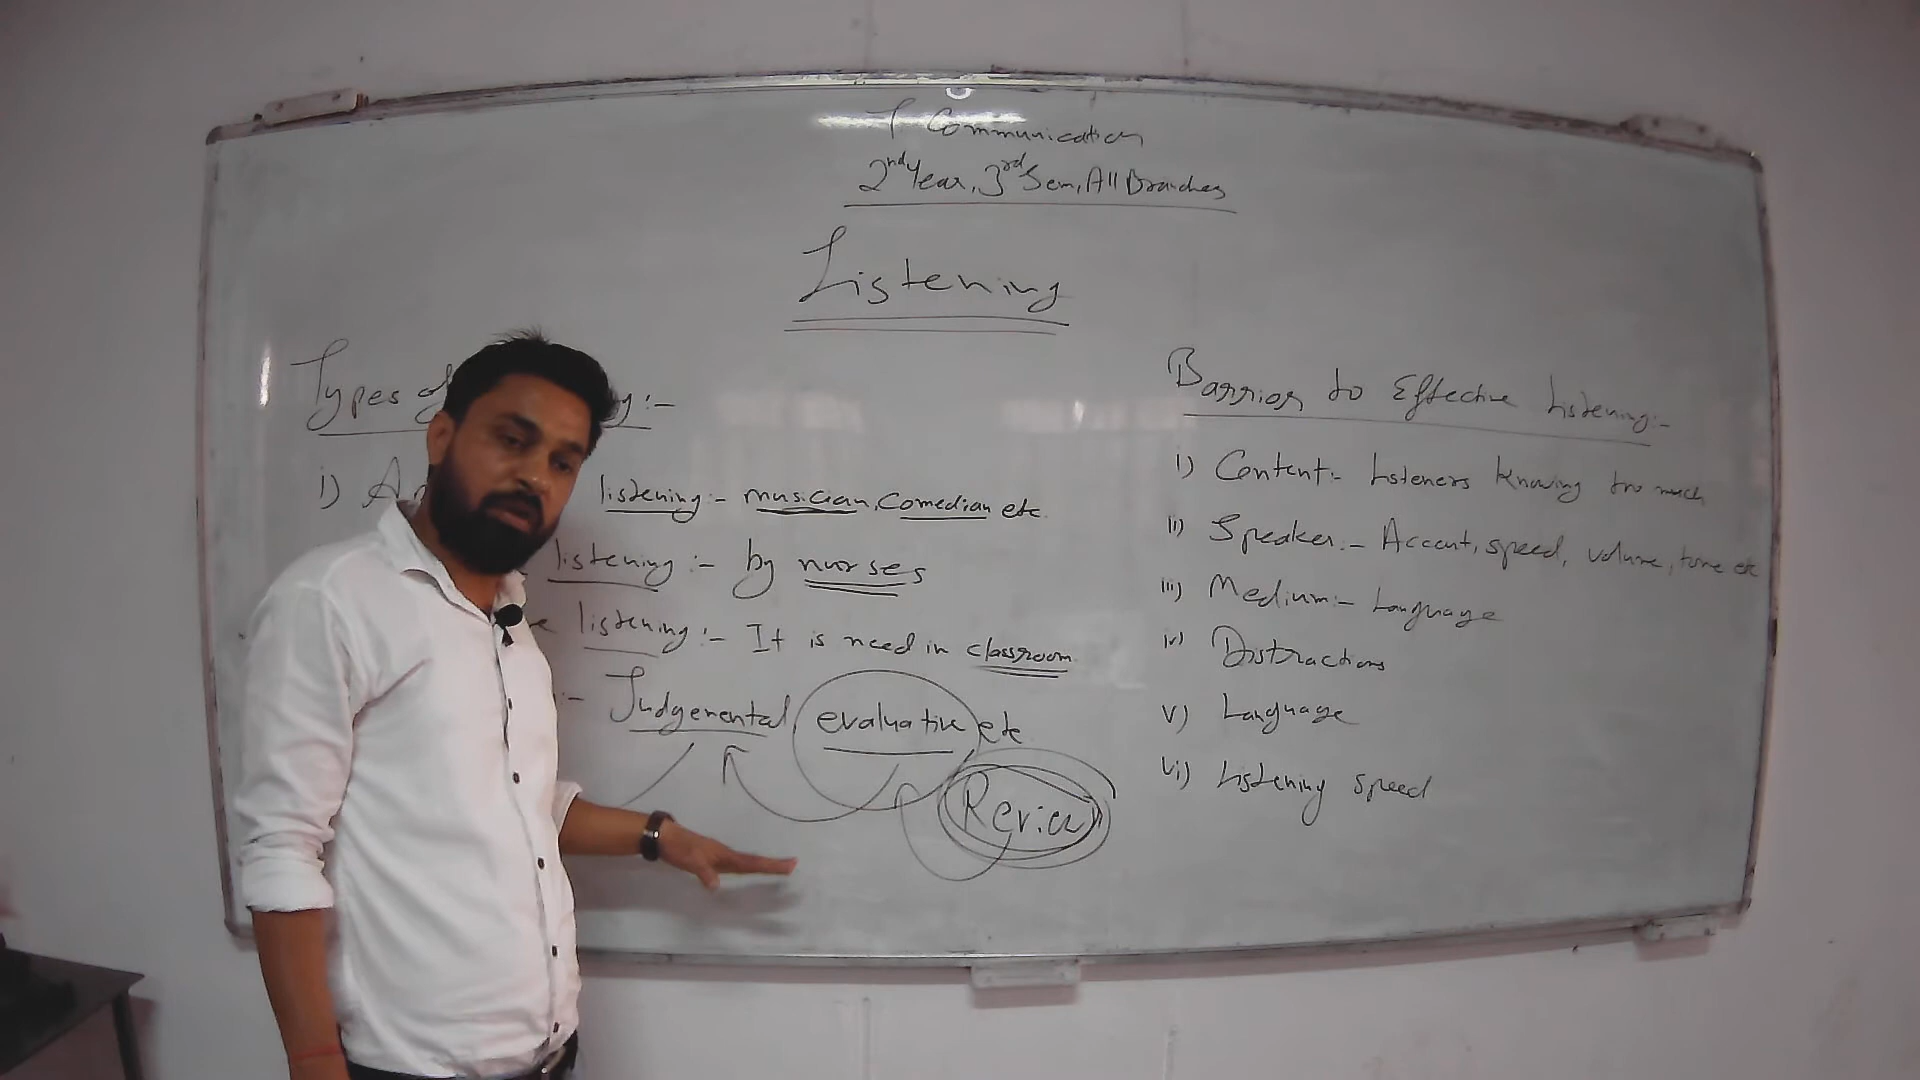 Communication
2nd Year, 3rd Sem, All Branches
Listening
Types of
y:-
i) A
listening:- musician, Comedian etc.
listening:- by nurses
e listening:- It is need in classroom
:- Judgemental, evaluative etc
Review
Barrier to Effective Listening:-
i) Content:- Listeners Knowing too much
ii) Speaker:- Accent, speed, volume, tone etc
iii) Medium:- Language
iv) Distractions
v) Language
vi) Listening speed